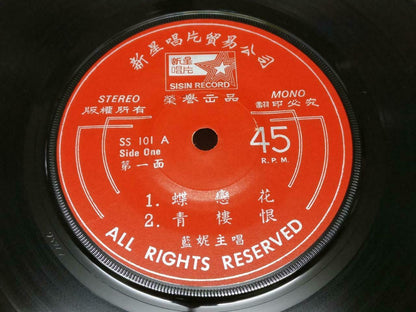 新星唱片貿易公司
新星
唱片
SISIN RECORD
STEREO
版權所有
榮譽出品
MONO
翻印必究
SS 101 A
Side One
第一面
45
R.P.M.
1. 蝶戀花
2. 青樓恨
藍妮主唱
ALL RIGHTS RESERVED